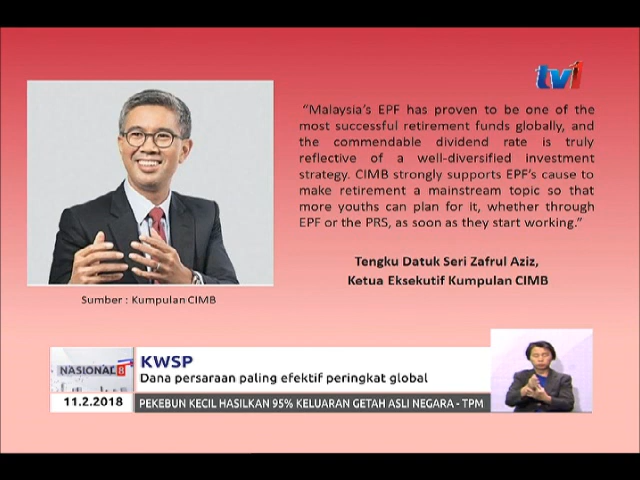 tv1
“Malaysia’s EPF has proven to be one of the
most successful retirement funds globally, and
the commendable dividend rate is truly
reflective of a well-diversified investment
strategy. CIMB strongly supports EPF’s cause to
make retirement a mainstream topic so that
more youths can plan for it, whether through
EPF or the PRS, as soon as they start working.”
Tengku Datuk Seri Zafrul Aziz,
Ketua Eksekutif Kumpulan CIMB
Sumber : Kumpulan CIMB
NASIONAL 8
KWSP
Dana persaraan paling efektif peringkat global
11.2.2018
PEKEBUN KECIL HASILKAN 95% KELUARAN GETAH ASLI NEGARA - TPM